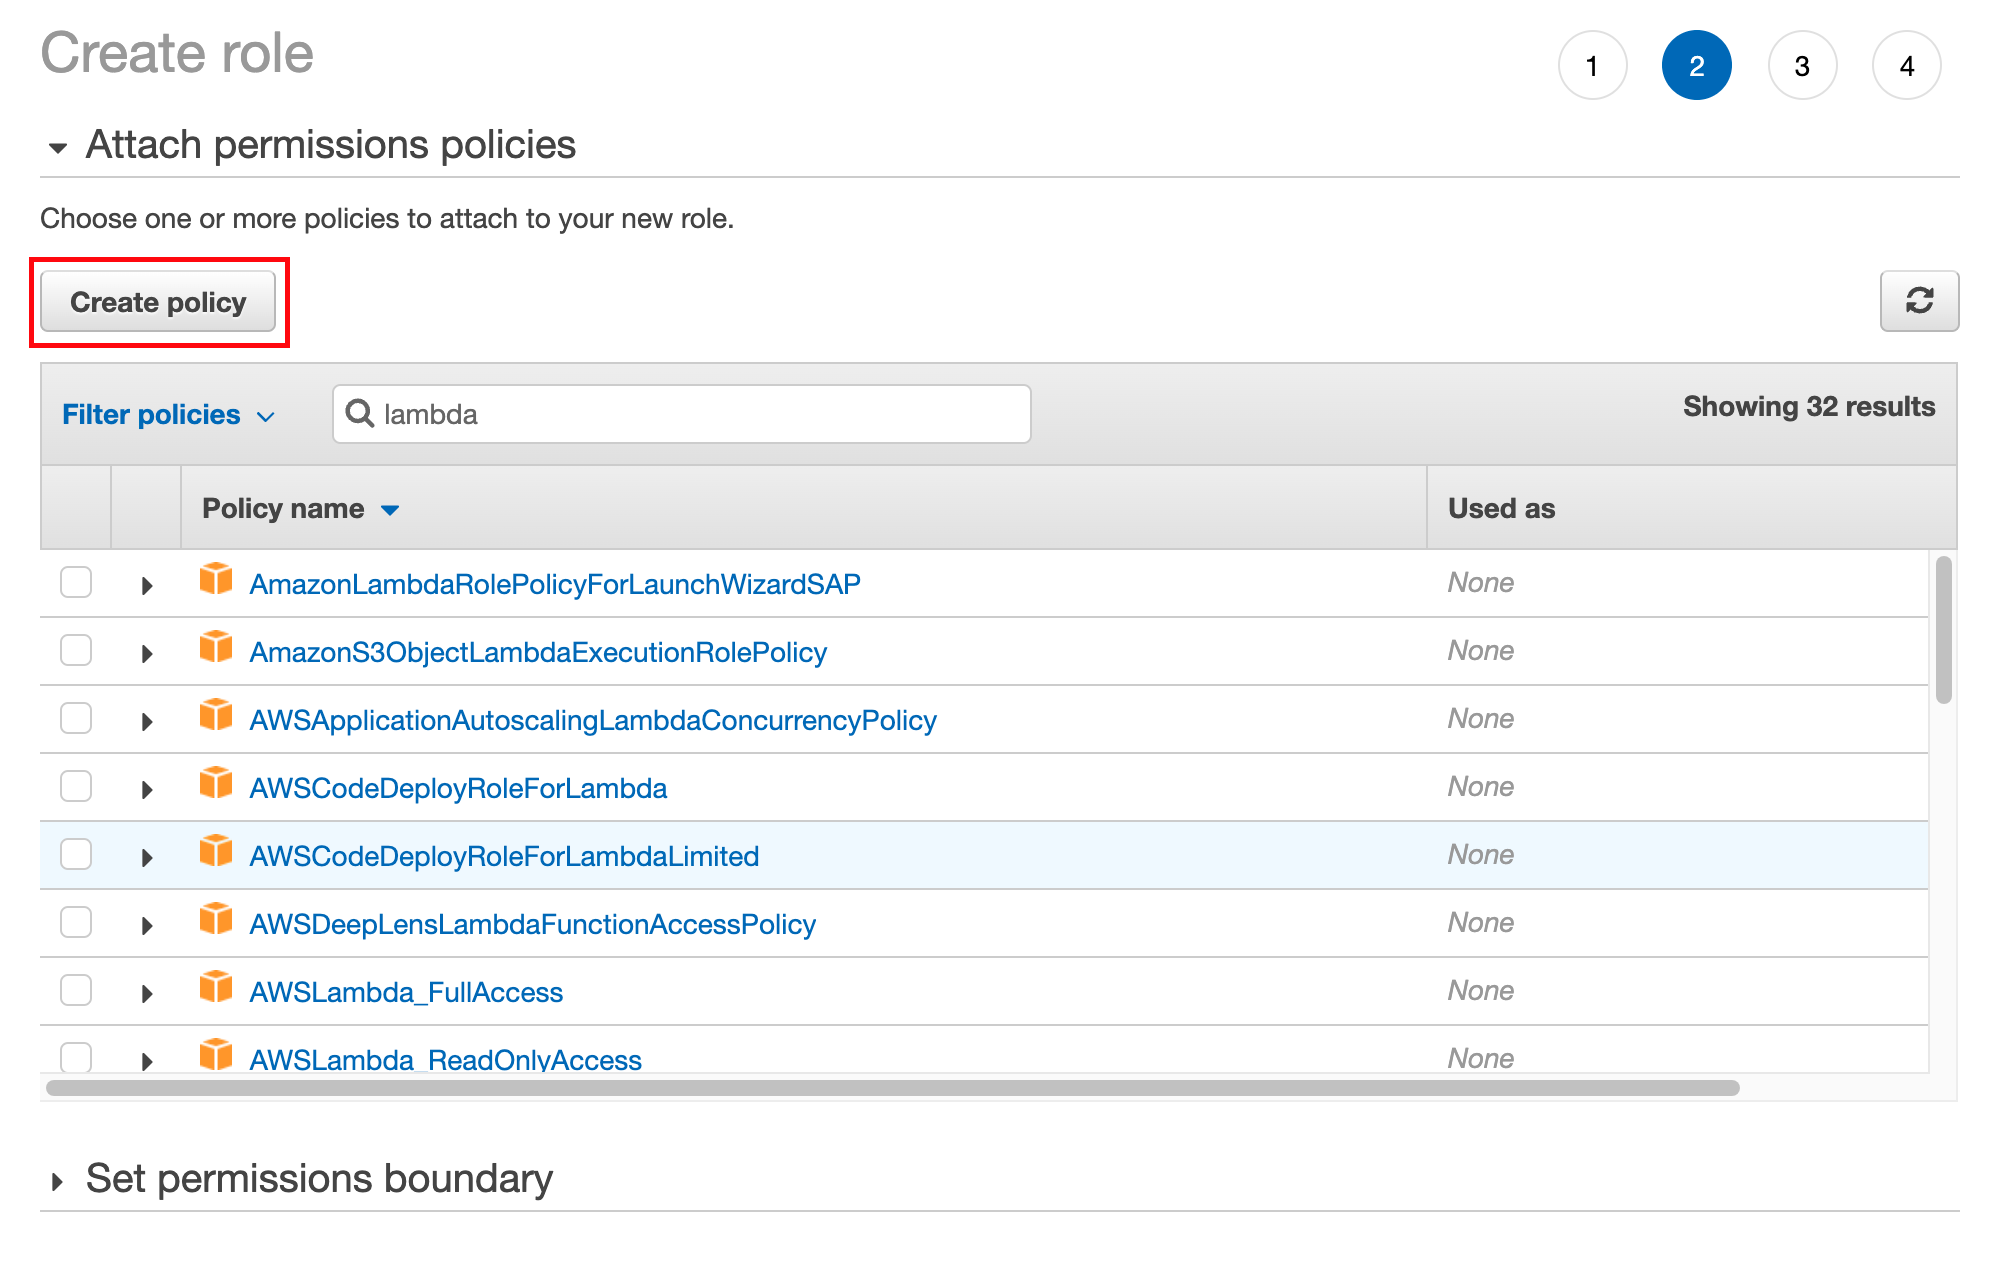 Create role
1 2 3 4
Attach permissions policies
Choose one or more policies to attach to your new role.
Create policy
Filter policies lambda Showing 32 results
Policy name Used as
AmazonLambdaRolePolicyForLaunchWizardSAP None
AmazonS3ObjectLambdaExecutionRolePolicy None
AWSApplicationAutoscalingLambdaConcurrencyPolicy None
AWSCodeDeployRoleForLambda None
AWSCodeDeployRoleForLambdaLimited None
AWSDeepLensLambdaFunctionAccessPolicy None
AWSLambda_FullAccess None
AWSLambda_ReadOnlyAccess None
Set permissions boundary